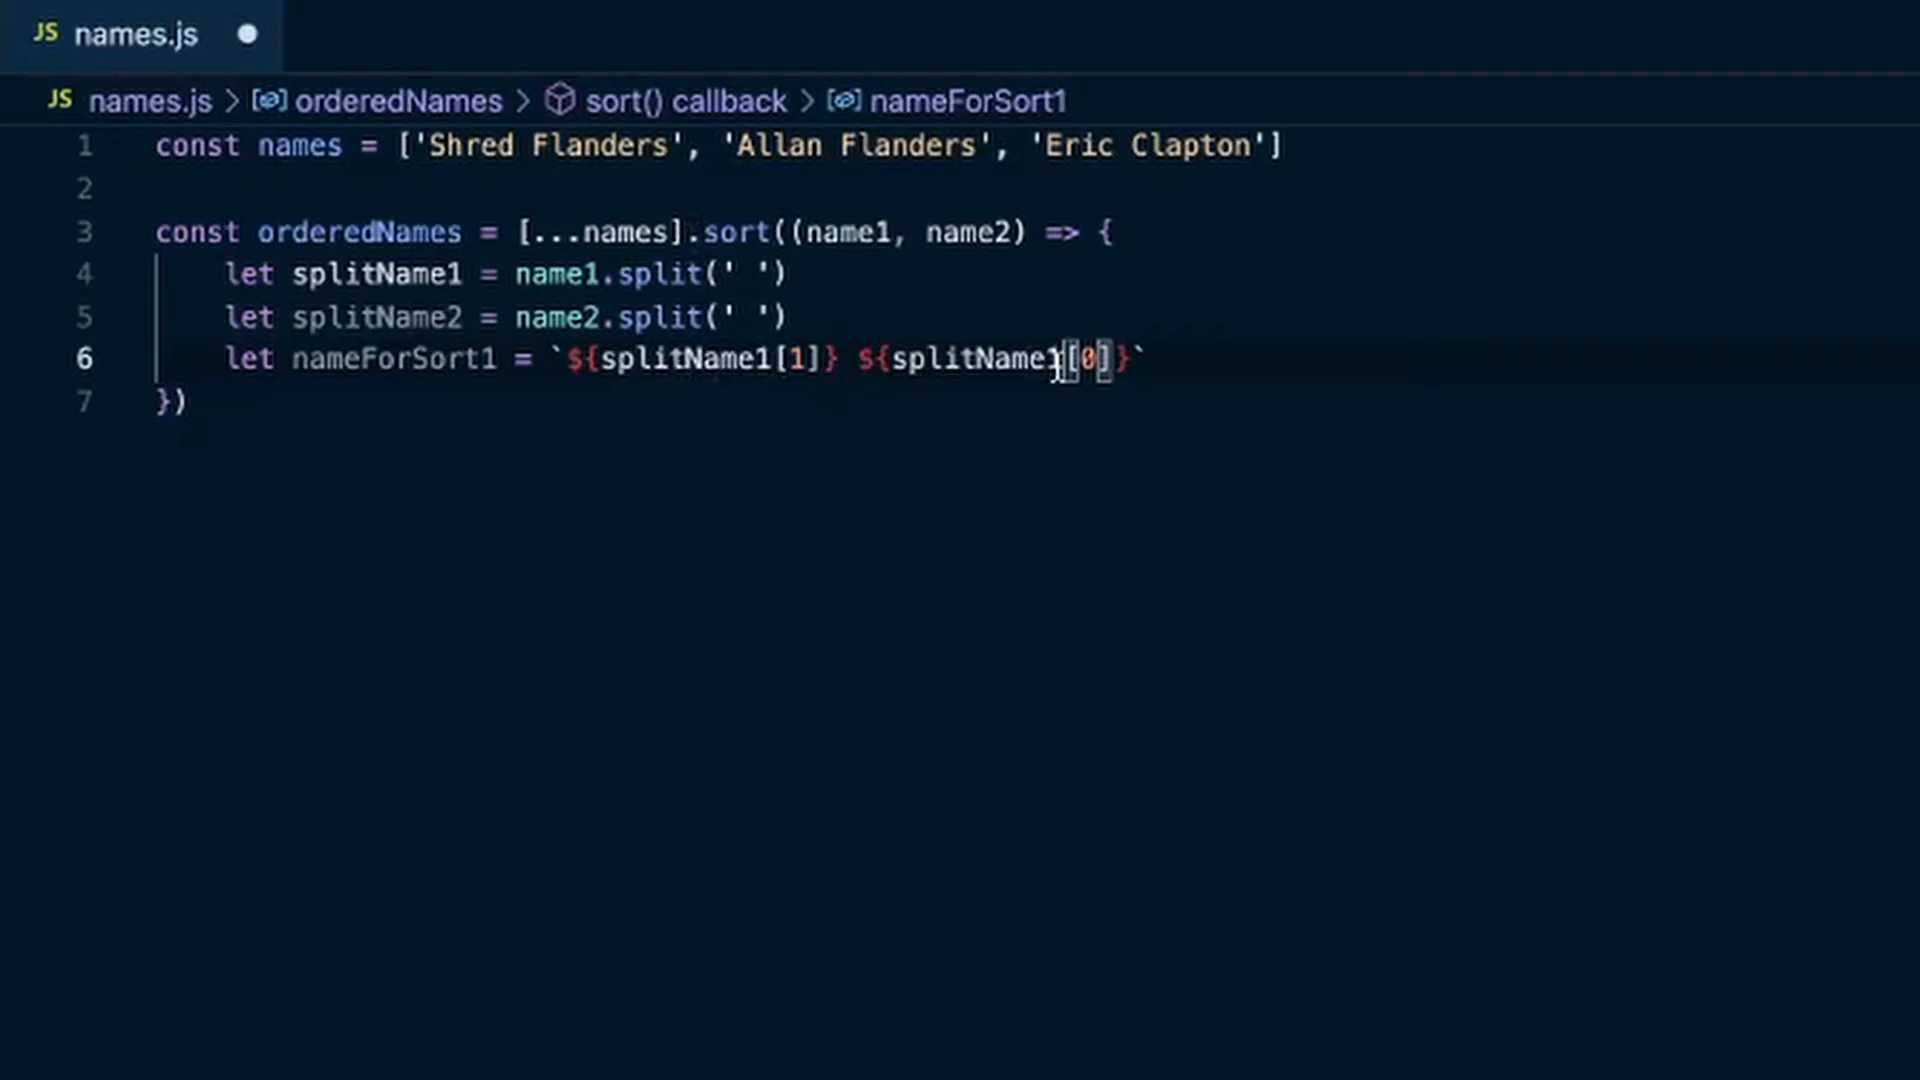 JS names.js
JS names.js > orderedNames > sort() callback > nameForSort1
1 const names = ['Shred Flanders', 'Allan Flanders', 'Eric Clapton']
2
3 const orderedNames = [...names].sort((name1, name2) => {
4 let splitName1 = name1.split(' ')
5 let splitName2 = name2.split(' ')
6 let nameForSort1 = `${splitName1[1]} ${splitName1[0]}`
7 })